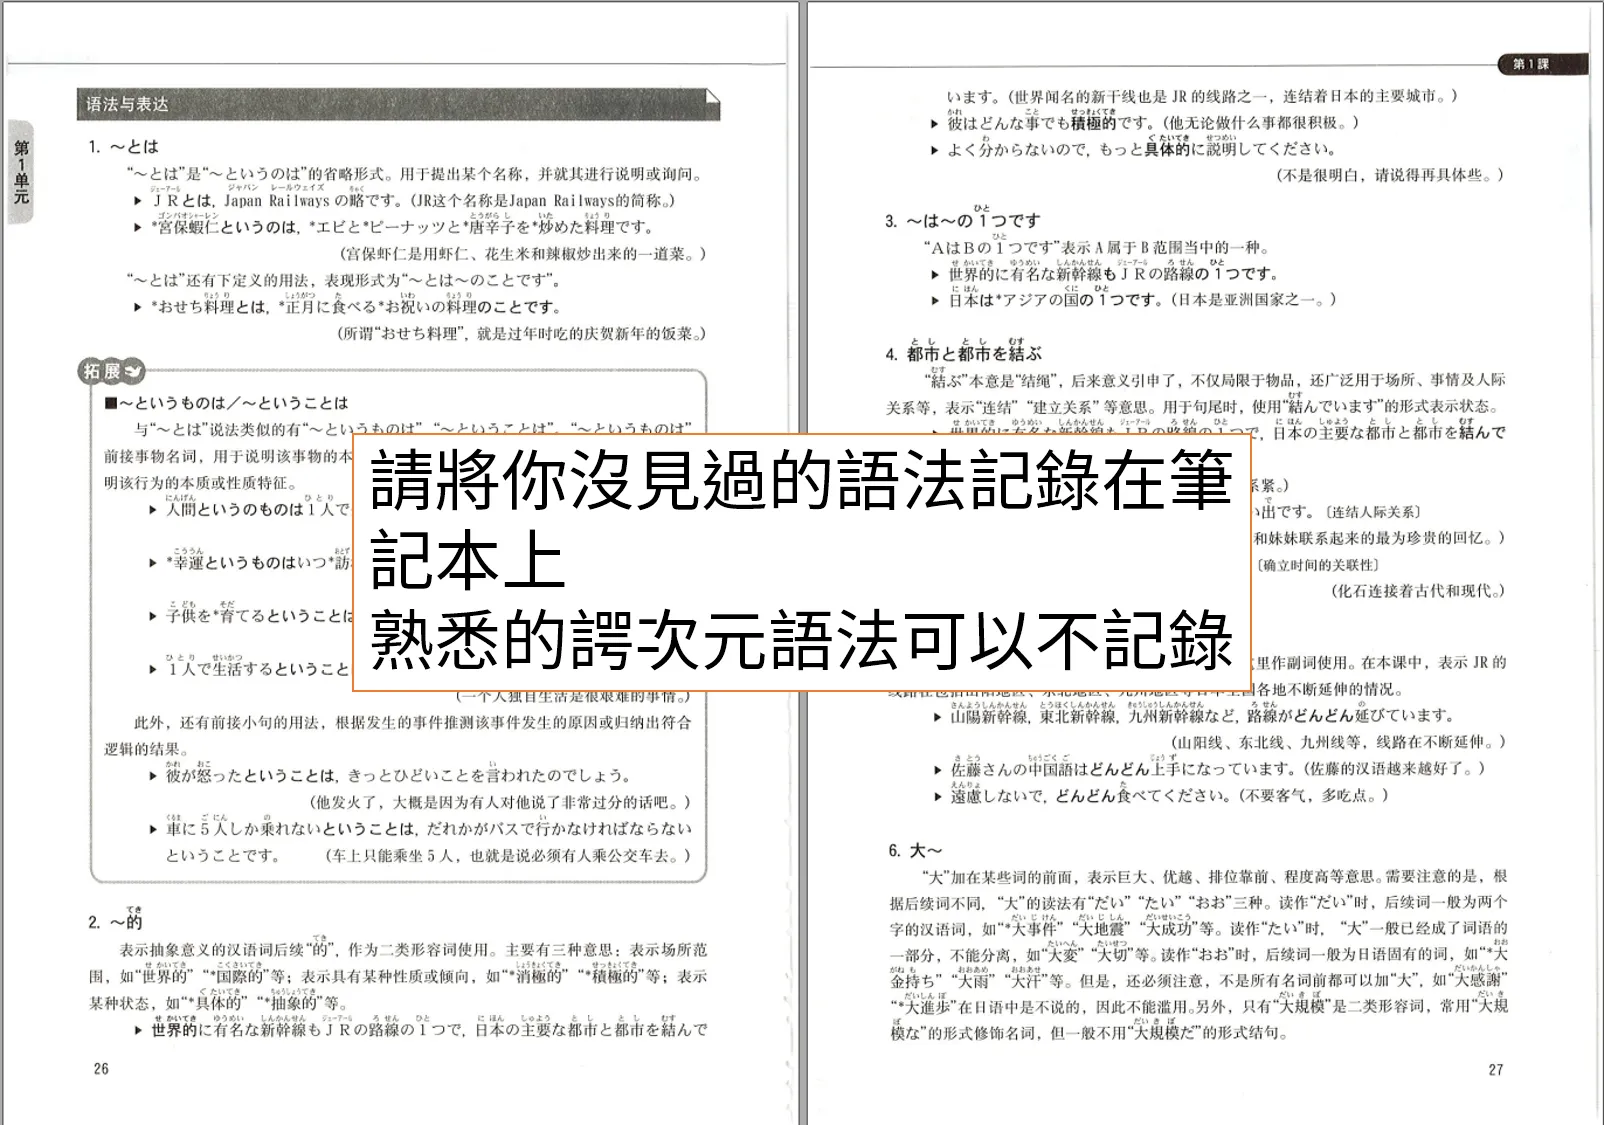 语法与表达
第1单元
1. ～とは
“～とは”是“～というのは”的省略形式。用于提出某个名称，并就其进行说明或询问。
▶ ＪＲとは，Japan Railways の略です。(JR这个名称是Japan Railways的简称。)
▶ *宮保蝦仁というのは，*エビと*ピーナッツと*唐辛子を*炒めた料理です。
(宫保虾仁是用虾仁、花生米和辣椒炒出来的一道菜。)
“～とは”还有下定义的用法，表现形式为“～とは～のことです”。
▶ *おせち料理とは，*正月に食べる*お祝いの料理のことです。
(所谓“おせち料理”，就是过年时吃的庆贺新年的饭菜。)
拓展
■～というものは／～ということは
与“～とは”说法类似的有“～というものは”“～ということは”。“～というものは”
前接事物名词，用于说明该事物的本
明该行为的本质或性质特征。
▶ 人間というのものは１人で
▶ *幸運というものはいつ*訪
▶ 子供を*育てるということは
▶ １人で生活するということ
(一个人独自生活是很艰难的事情。)
此外，还有前接小句的用法，根据发生的事件推测该事件发生的原因或归纳出符合
逻辑的结果。
▶ 彼が怒ったということは，きっとひどいことを言われたのでしょう。
(他发火了，大概是因为有人对他说了非常过分的话吧。)
▶ 車に５人しか乗れないということは，だれかがバスで行かなければならない
ということです。 (车上只能乘坐５人，也就是说必须有人乘公交车去。)
2. ～的
表示抽象意义的汉语词后续“的”，作为二类形容词使用。主要有三种意思：表示场所范
围，如“世界的”“*国際的”等；表示具有某种性质或倾向，如“*消極的”“*積極的”等；表示
某种状态，如“*具体的”“*抽象的”等。
▶ 世界的に有名な新幹線もＪＲの路線の１つで，日本の主要な都市と都市を結んで
26
第1課
います。(世界闻名的新干线也是 JR 的线路之一，连结着日本的主要城市。)
▶ 彼はどんな事でも積極的です。(他无论做什么事都很积极。)
▶ よく分からないので，もっと具体的に説明してください。
(不是很明白，请说得再具体些。)
3. ～は～の１つです
“ＡはＢの１つです”表示 A 属于 B 范围当中的一种。
▶ 世界的に有名な新幹線もＪＲの路線の１つです。
▶ 日本は*アジアの国の１つです。(日本是亚洲国家之一。)
4. 都市と都市を結ぶ
“結ぶ”本意是“结绳”，后来意义引申了，不仅局限于物品，还广泛用于场所、事情及人际
关系等，表示“连结”“建立关系”等意思。用于句尾时，使用“結んでいます”的形式表示状态。
▶ 世界的に有名な新幹線もＪＲの路線の１つで，日本の主要な都市と都市を結んで
系紧。)
い出です。〔连结人际关系〕
和妹妹联系起来的最为珍贵的回忆。)
〔确立时间的关联性〕
(化石连接着古代和现代。)
里作副词使用。在本课中，表示 JR 的
线路在包括山阳地区、东北地区、九州地区等日本全国各地不断延伸的情况。
▶ 山陽新幹線，東北新幹線，九州新幹線など，路線がどんどん延びています。
(山阳线、东北线、九州线等，线路在不断延伸。)
▶ 佐藤さんの中国語はどんどん上手になっています。(佐藤的汉语越来越好了。)
▶ 遠慮しないで，どんどん食べてください。(不要客气，多吃点。)
6. 大～
“大”加在某些词的前面，表示巨大、优越、排位靠前、程度高等意思。需要注意的是，根
据后续词不同，“大”的读法有“だい”“たい”“おお”三种。读作“だい”时，后续词一般为两个
字的汉语词，如“*大事件”“大地震”“大成功”等。读作“たい”时，“大”一般已经成了词语的
一部分，不能分离，如“大変”“大切”等。读作“おお”时，后续词一般为日语固有的词，如“*大
金持ち”“大雨”“大汗”等。但是，还必须注意，不是所有名词前都可以加“大”，如“大感謝”
“*大進歩”在日语中是不说的，因此不能滥用。另外，只有“大規模”是二类形容词，常用“大規
模な”的形式修饰名词，但一般不用“大規模だ”的形式结句。
27
請將你沒見過的語法記錄在筆
記本上
熟悉的諤次元語法可以不記錄